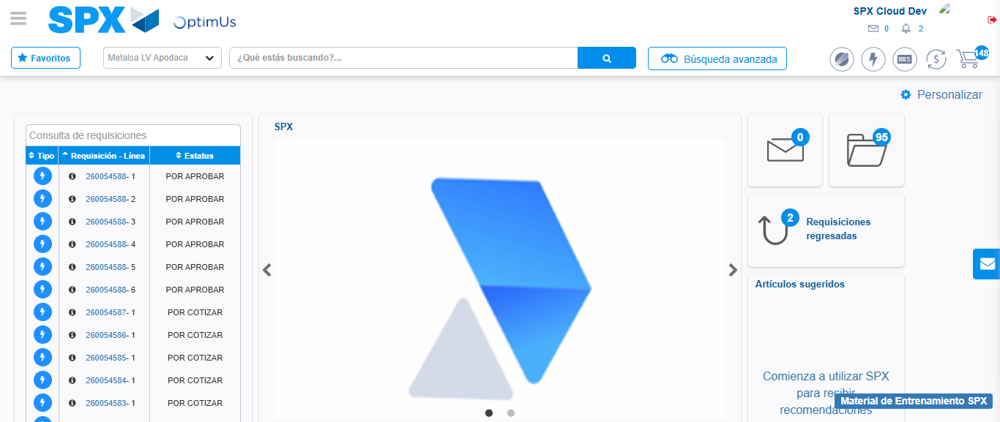 SPX
OptimUs
SPX Cloud Dev
0
2
Favoritos
Metalsa LV Apodaca
¿Qué estás buscando?...
Búsqueda avanzada
148
Personalizar
Consulta de requisiciones
Tipo Requisición - Línea Estatus
260054588- 1 POR APROBAR
260054588- 2 POR APROBAR
260054588- 3 POR APROBAR
260054588- 4 POR APROBAR
260054588- 5 POR APROBAR
260054588- 6 POR APROBAR
260054587- 1 POR COTIZAR
260054586- 1 POR COTIZAR
260054585- 1 POR COTIZAR
260054584- 1 POR COTIZAR
260054583- 1 POR COTIZAR
SPX
0
95
2
Requisiciones
regresadas
Artículos sugeridos
Comienza a utilizar SPX
para recibir
recomendaciones
Material de Entrenamiento SPX